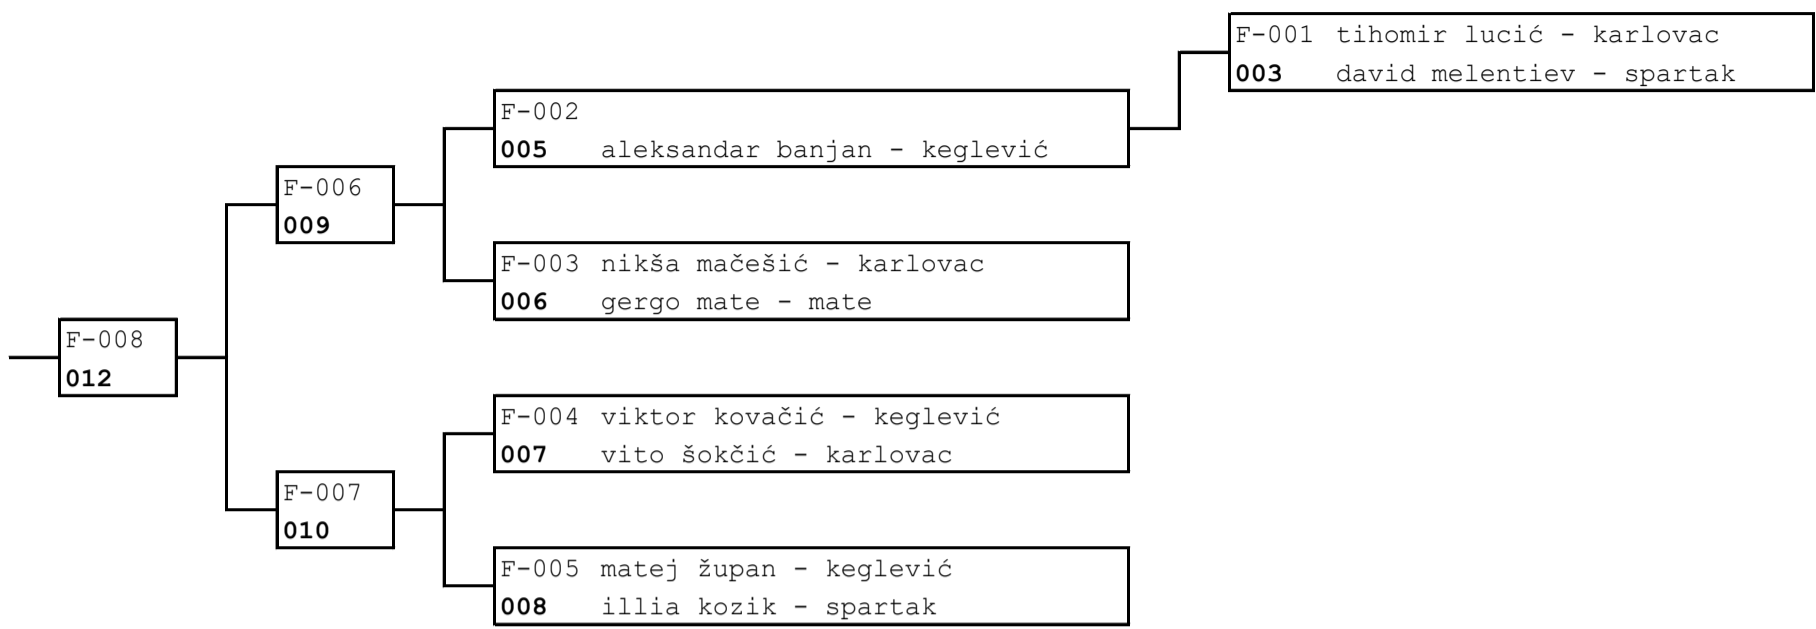 F-001 tihomir lucić - karlovac
003 david melentiev - spartak
F-002
005 aleksandar banjan - keglević
F-006
009
F-003 nikša mačešić - karlovac
006 gergo mate - mate
F-008
012
F-004 viktor kovačić - keglević
007 vito šokčić - karlovac
F-007
010
F-005 matej župan - keglević
008 illia kozik - spartak